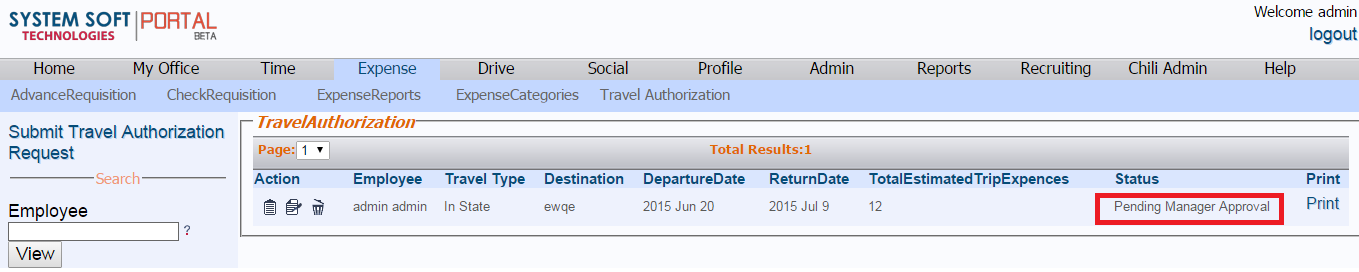 SYSTEM SOFT PORTAL
TECHNOLOGIES BETA
Welcome admin
logout
Home My Office Time Expense Drive Social Profile Admin Reports Recruiting Chili Admin Help
AdvanceRequisition CheckRequisition ExpenseReports ExpenseCategories Travel Authorization
Submit Travel Authorization
Request
Search
Employee
?
View
TravelAuthorization
Page: 1 Total Results:1
Action Employee Travel Type Destination DepartureDate ReturnDate TotalEstimatedTripExpences Status Print
admin admin In State ewqe 2015 Jun 20 2015 Jul 9 12 Pending Manager Approval Print